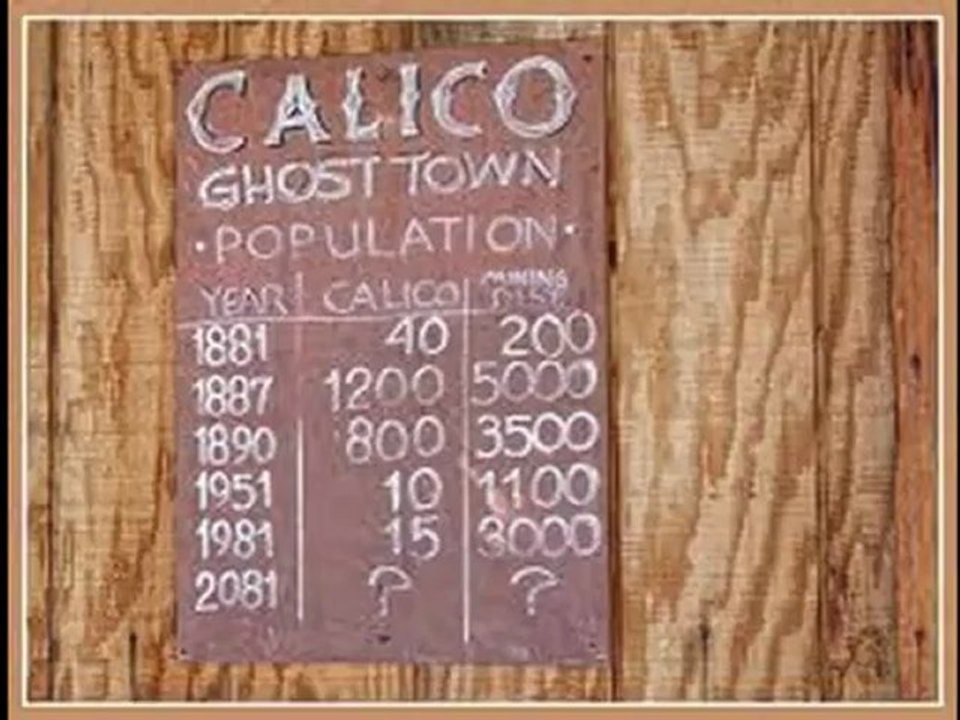 CALICO
GHOST TOWN
·POPULATION·
YEAR CALICO MINING DIST.
1881 40 200
1887 1200 5000
1890 800 3500
1951 10 1100
1981 15 3000
2081 ? ?